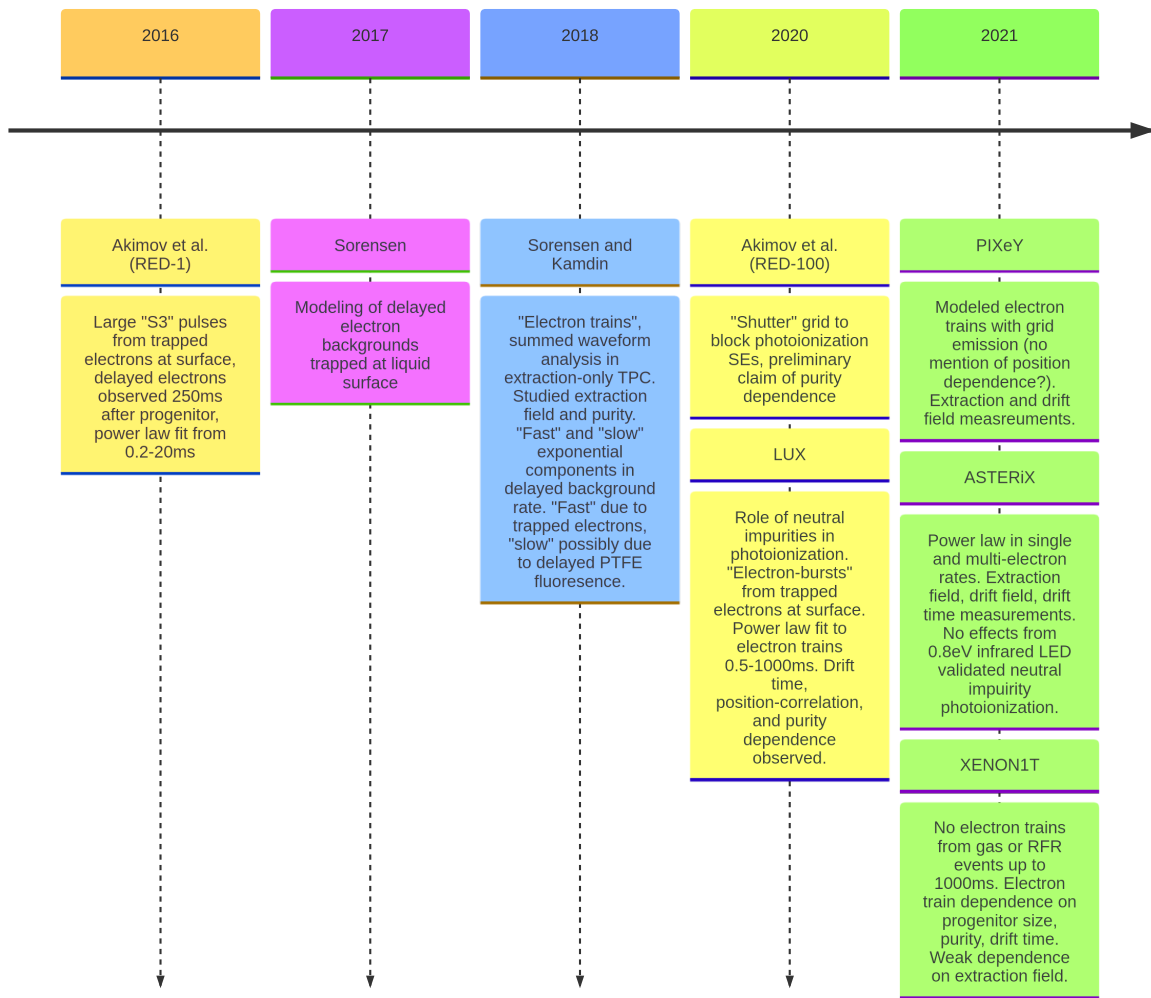 2016
2017
2018
2020
2021
Akimov et al.
(RED-1)
Large "S3" pulses
from trapped
electrons at surface,
delayed electrons
observed 250ms
after progenitor,
power law fit from
0.2-20ms
Sorensen
Modeling of delayed
electron
backgrounds
trapped at liquid
surface
Sorensen and
Kamdin
"Electron trains",
summed waveform
analysis in
extraction-only TPC.
Studied extraction
field and purity.
"Fast" and "slow"
exponential
components in
delayed background
rate. "Fast" due to
trapped electrons,
"slow" possibly due
to delayed PTFE
fluoresence.
Akimov et al.
(RED-100)
"Shutter" grid to
block photoionization
SEs, preliminary
claim of purity
dependence
LUX
Role of neutral
impurities in
photoionization.
"Electron-bursts"
from trapped
electrons at surface.
Power law fit to
electron trains
0.5-1000ms. Drift
time,
position-correlation,
and purity
dependence
observed.
PIXeY
Modeled electron
trains with grid
emission (no
mention of position
dependence?).
Extraction and drift
field measreuments.
ASTERiX
Power law in single
and multi-electron
rates. Extraction
field, drift field, drift
time measurements.
No effects from
0.8eV infrared LED
validated neutral
impuirity
photoionization.
XENON1T
No electron trains
from gas or RFR
events up to
1000ms. Electron
train dependence on
progenitor size,
purity, drift time.
Weak dependence
on extraction field.